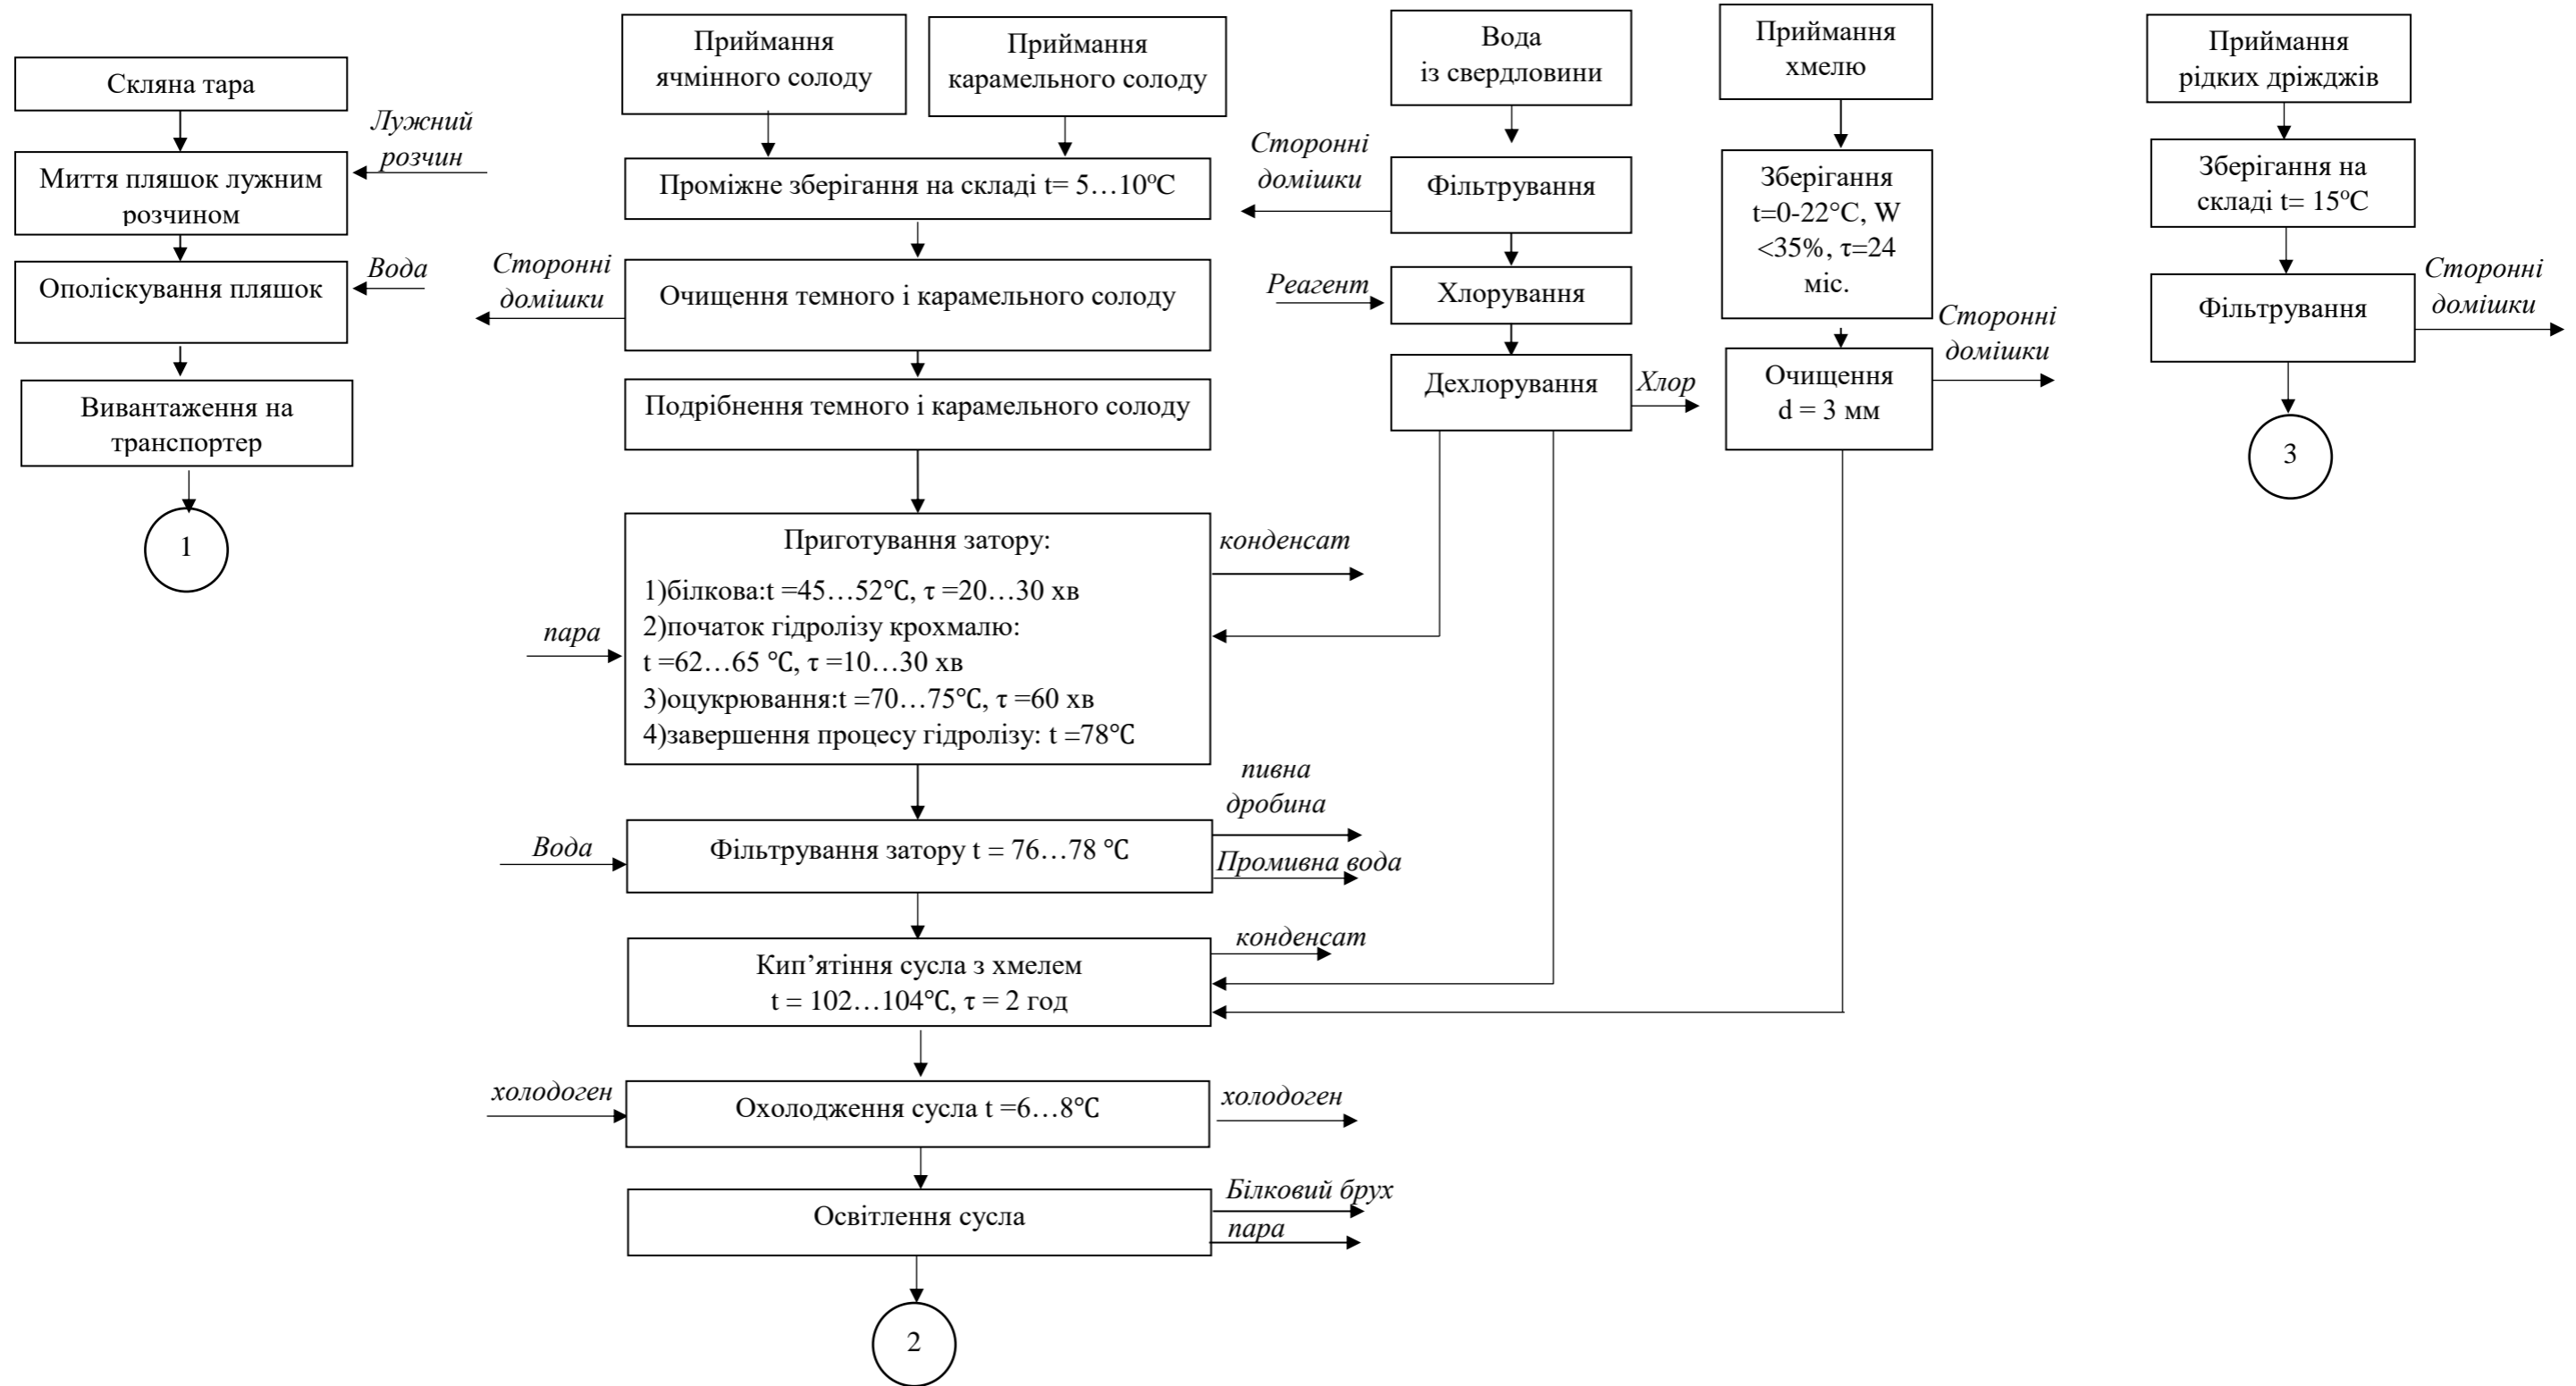 Скляна тара
Лужний
розчин
Миття пляшок лужним
розчином
Вода
Ополіскування пляшок
Вивантаження на
транспортер
1
Приймання
ячмінного солоду
Приймання
карамельного солоду
Проміжне зберігання на складі t= 5…10ºС
Сторонні
домішки
Очищення темного і карамельного солоду
Подрібнення темного і карамельного солоду
Приготування затору:
1)білкова:t =45…52℃, τ =20…30 хв
2)початок гідролізу крохмалю:
t =62…65 ℃, τ =10…30 хв
3)оцукрювання:t =70…75℃, τ =60 хв
4)завершення процесу гідролізу: t =78℃
пара
конденсат
Вода
Фільтрування затору t = 76…78 ℃
пивна
дробина
Промивна вода
Кип’ятіння сусла з хмелем
t = 102…104℃, τ = 2 год
конденсат
холодоген
Охолодження сусла t =6…8℃
холодоген
Освітлення сусла
Білковий брух
пара
2
Вода
із свердловини
Сторонні
домішки
Фільтрування
Реагент
Хлорування
Дехлорування
Хлор
Приймання
хмелю
Зберігання
t=0-22°С, W
<35%, τ=24
міс.
Сторонні
домішки
Очищення
d = 3 мм
Приймання
рідких дріжджів
Зберігання на
складі t= 15ºС
Фільтрування
Сторонні
домішки
3